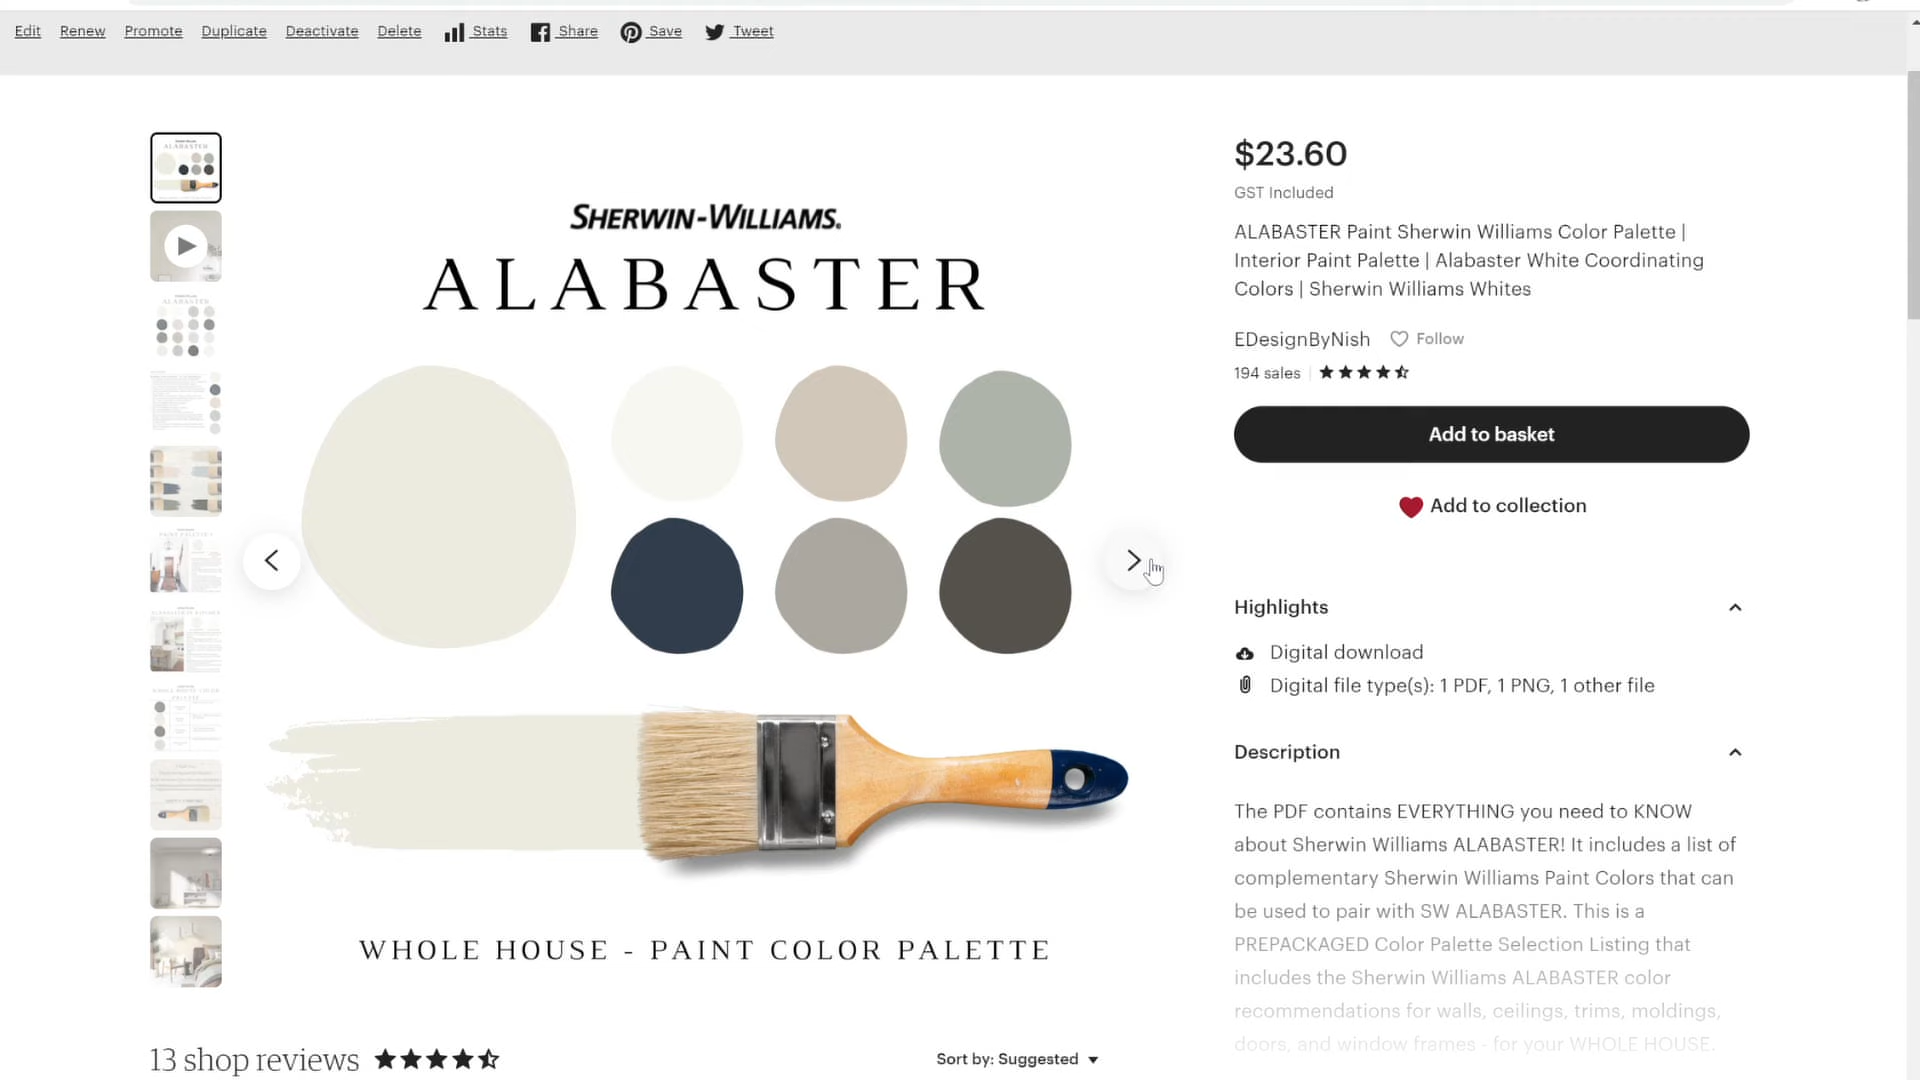 Edit Renew Promote Duplicate Deactivate Delete Stats Share Save Tweet
SHERWIN-WILLIAMS.
ALABASTER
WHOLE HOUSE - PAINT COLOR PALETTE
$23.60
GST Included
ALABASTER Paint Sherwin Williams Color Palette |
Interior Paint Palette | Alabaster White Coordinating
Colors | Sherwin Williams Whites
EDesignByNish Follow
194 sales
Add to basket
Add to collection
Highlights
Digital download
Digital file type(s): 1 PDF, 1 PNG, 1 other file
Description
The PDF contains EVERYTHING you need to KNOW
about Sherwin Williams ALABASTER! It includes a list of
complementary Sherwin Williams Paint Colors that can
be used to pair with SW ALABASTER. This is a
PREPACKAGED Color Palette Selection Listing that
includes the Sherwin Williams ALABASTER color
recommendations for walls, ceilings, trims, moldings,
doors, and window frames - for your WHOLE HOUSE.
13 shop reviews
Sort by: Suggested